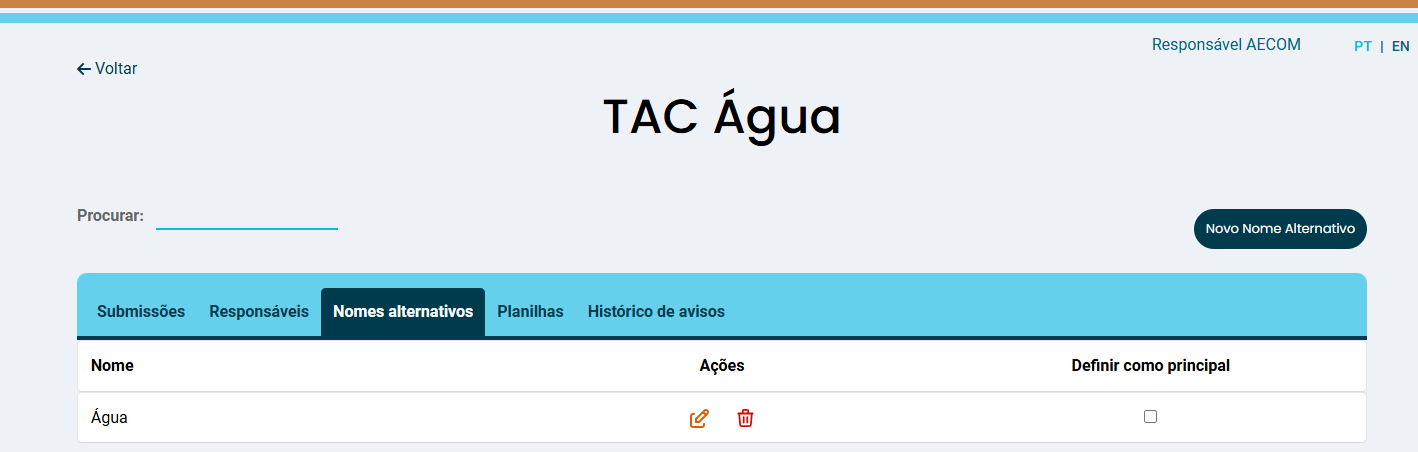 Responsável AECOM PT | EN
Voltar
TAC Água
Procurar:
Novo Nome Alternativo
Submissões Responsáveis Nomes alternativos Planilhas Histórico de avisos
Nome Ações Definir como principal
Água